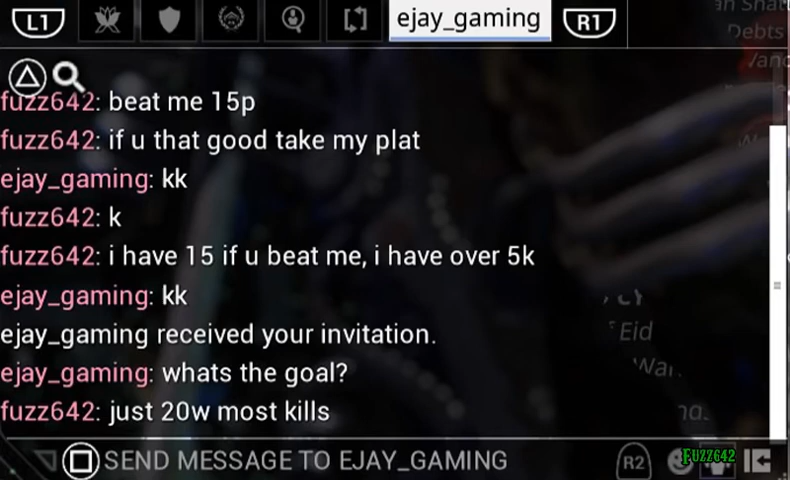 L1 ejay_gaming R1
Debts
fuzz642: beat me 15p
fuzz642: if u that good take my plat
ejay_gaming: kk
fuzz642: k
fuzz642: i have 15 if u beat me, i have over 5k
ejay_gaming: kk
ejay_gaming received your invitation.
Eid
ejay_gaming: whats the goal?
fuzz642: just 20w most kills
SEND MESSAGE TO EJAY_GAMING R2 Fuzz642